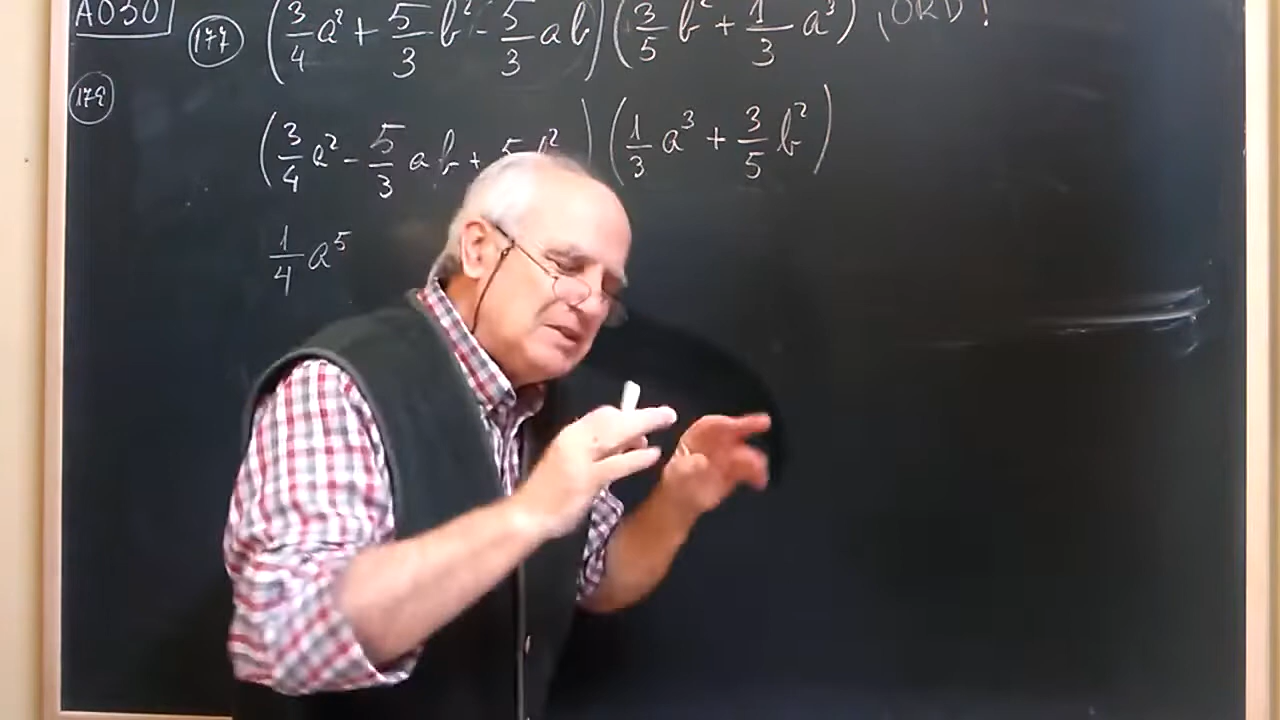 A030
177 (3/4 a² + 5/3 b² - 5/3 ab)(3/5 b² + 1/3 a³) ORD!
178
(3/4 a² - 5/3 ab + 5 b²)(1/3 a³ + 3/5 b²)
1/4 a⁵